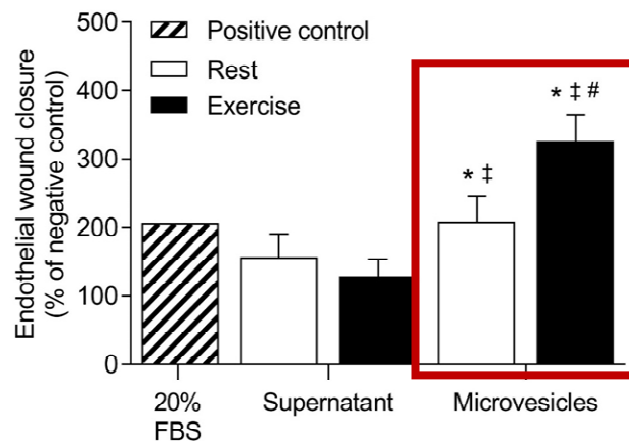 Endothelial wound closure
(% of negative control)
500
400
300
200
100
0
Positive control
Rest
Exercise
* ‡
* ‡ #
20%
FBS
Supernatant
Microvesicles